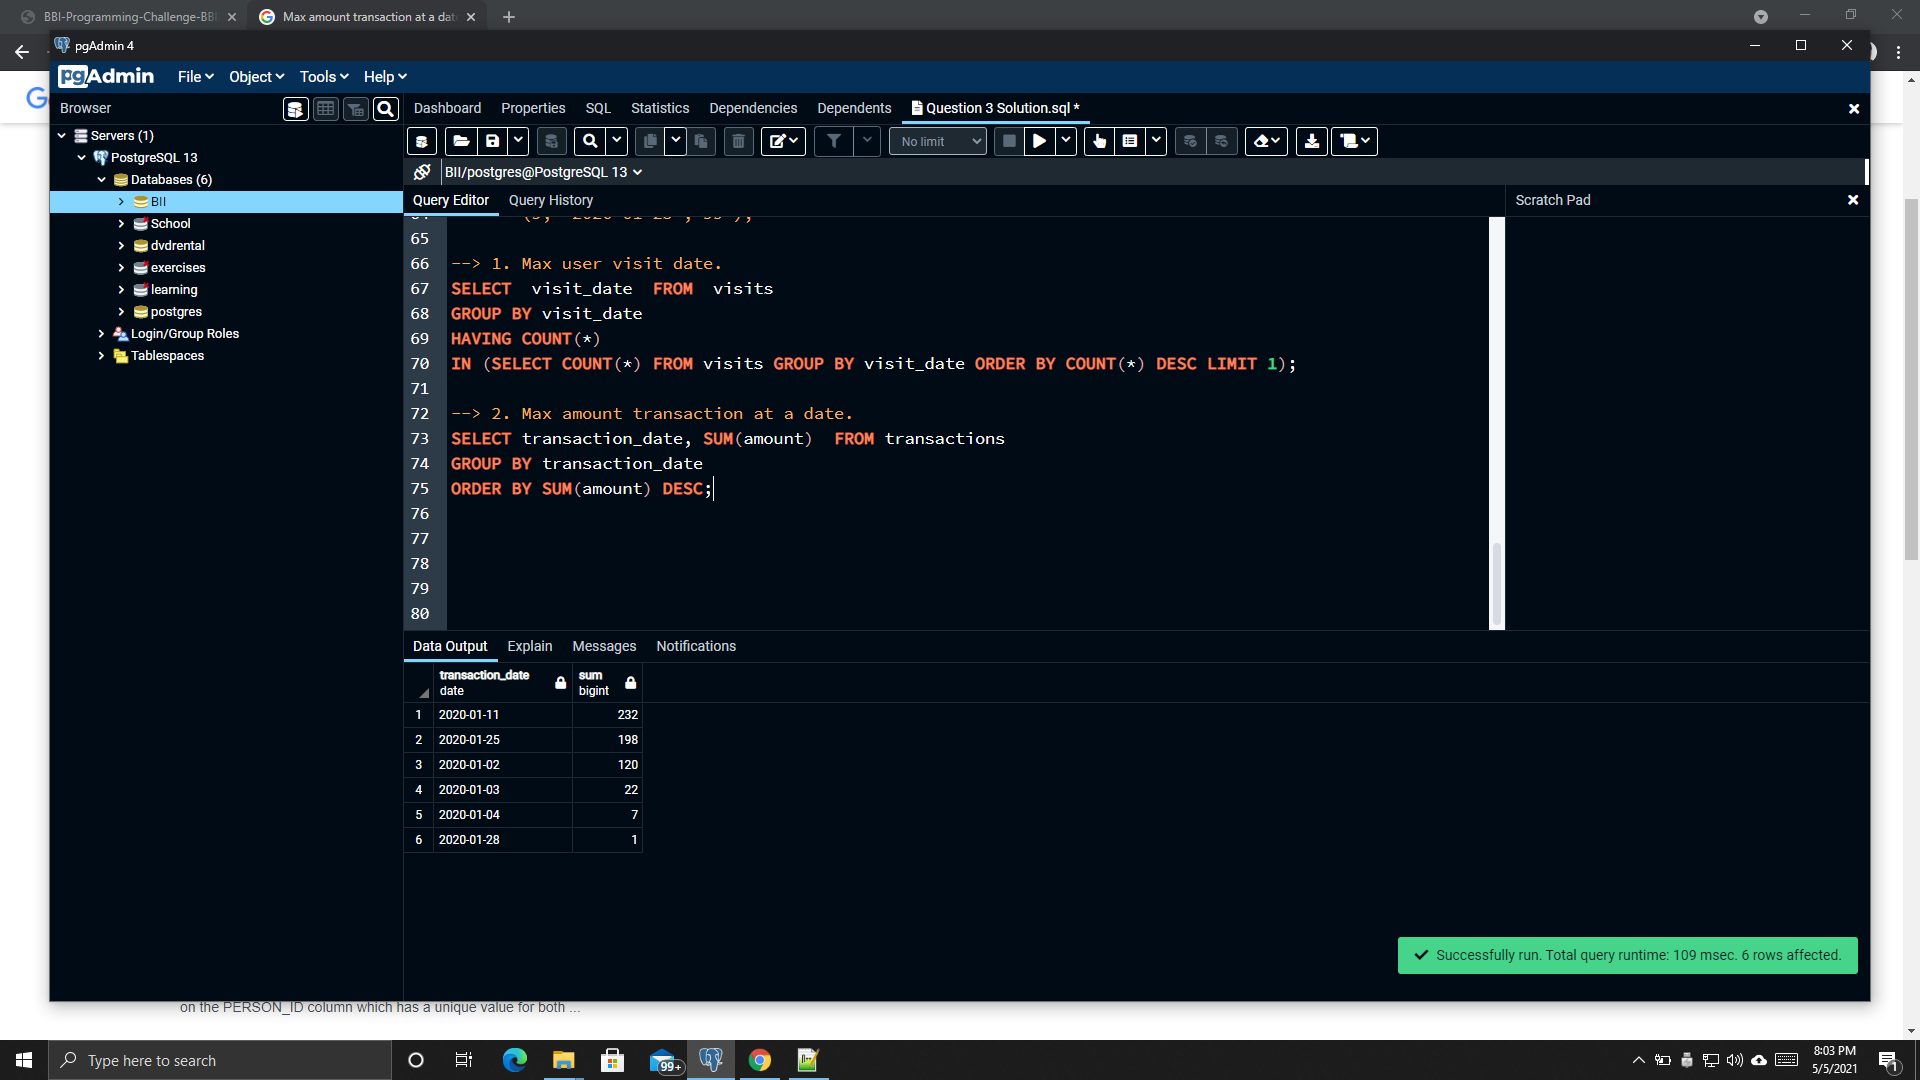 BBI-Programming-Challenge-BBI
Max amount transaction at a dat
pgAdmin 4
pgAdmin File Object Tools Help
Browser
Dashboard Properties SQL Statistics Dependencies Dependents Question 3 Solution.sql *
No limit
BII/postgres@PostgreSQL 13
Servers (1)
PostgreSQL 13
Databases (6)
BII
School
dvdrental
exercises
learning
postgres
Login/Group Roles
Tablespaces
Query Editor Query History
Scratch Pad
65
66 --> 1. Max user visit date.
67 SELECT visit_date FROM visits
68 GROUP BY visit_date
69 HAVING COUNT(*)
70 IN (SELECT COUNT(*) FROM visits GROUP BY visit_date ORDER BY COUNT(*) DESC LIMIT 1);
71
72 --> 2. Max amount transaction at a date.
73 SELECT transaction_date, SUM(amount) FROM transactions
74 GROUP BY transaction_date
75 ORDER BY SUM(amount) DESC;
76
77
78
79
80
Data Output Explain Messages Notifications
transaction_date sum
date bigint
1 2020-01-11 232
2 2020-01-25 198
3 2020-01-02 120
4 2020-01-03 22
5 2020-01-04 7
6 2020-01-28 1
Successfully run. Total query runtime: 109 msec. 6 rows affected.
on the PERSON_ID column which has a unique value for both ...
Type here to search
99+
8:03 PM
5/5/2021
1